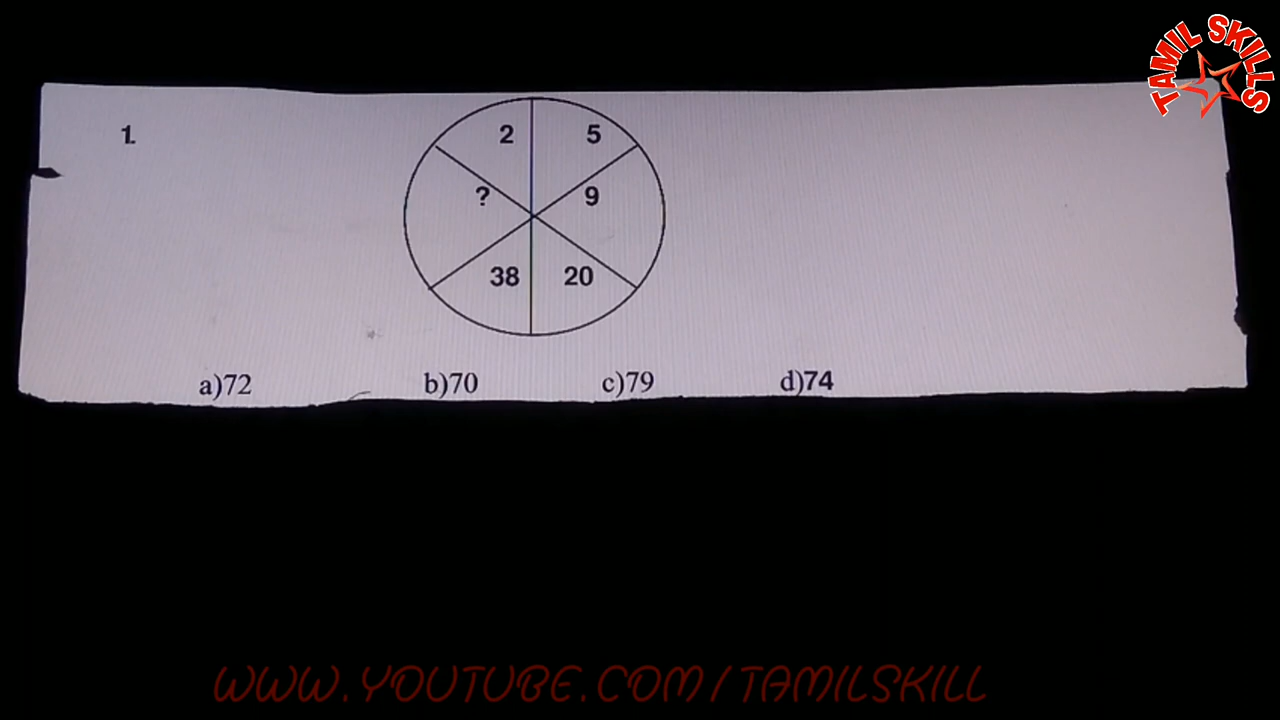 TAMIL SKILLS
1.
2 5
? 9
38 20
a)72 b)70 c)79 d)74
WWW.YOUTUBE.COM/TAMILSKILL